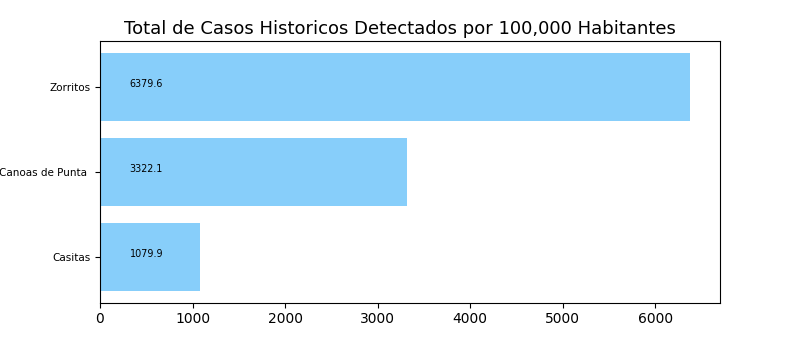 Total de Casos Historicos Detectados por 100,000 Habitantes
Zorritos
6379.6
Canoas de Punta
3322.1
Casitas
1079.9
0 1000 2000 3000 4000 5000 6000